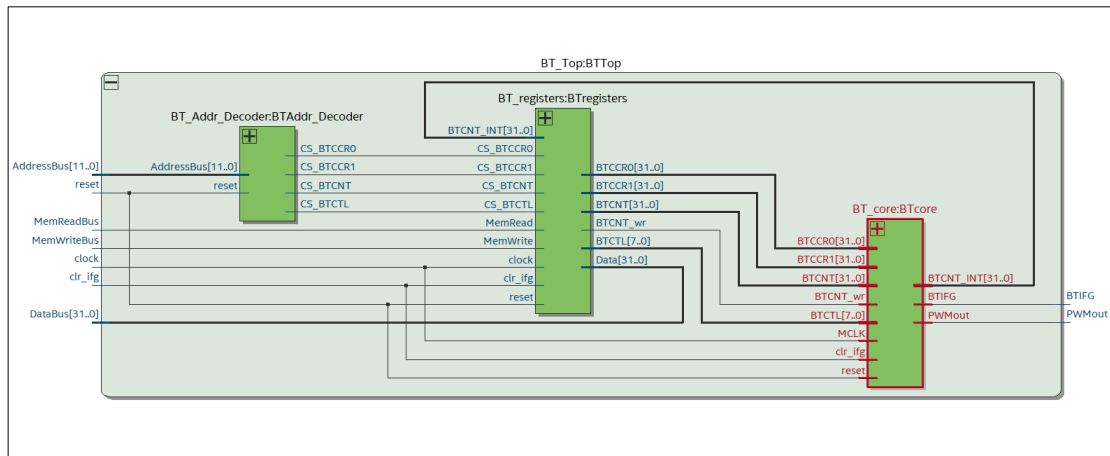 BT_Top:BTTop
BT_registers:BTregisters
BT_Addr_Decoder:BTAddr_Decoder
BT_core:BTcore
AddressBus[11..0]
reset
MemReadBus
MemWriteBus
clock
clr_ifg
DataBus[31..0]
AddressBus[11..0]
reset
CS_BTCCR0
CS_BTCCR1
CS_BTCNT
CS_BTCTL
BTCNT_INT[31..0]
CS_BTCCR0
CS_BTCCR1
CS_BTCNT
CS_BTCTL
MemRead
MemWrite
clock
clr_ifg
reset
BTCCR0[31..0]
BTCCR1[31..0]
BTCNT[31..0]
BTCNT_wr
BTCTL[7..0]
Data[31..0]
BTCCR0[31..0]
BTCCR1[31..0]
BTCNT[31..0]
BTCNT_wr
BTCTL[7..0]
MCLK
clr_ifg
reset
BTCNT_INT[31..0]
BTIFG
PWMout
BTIFG
PWMout